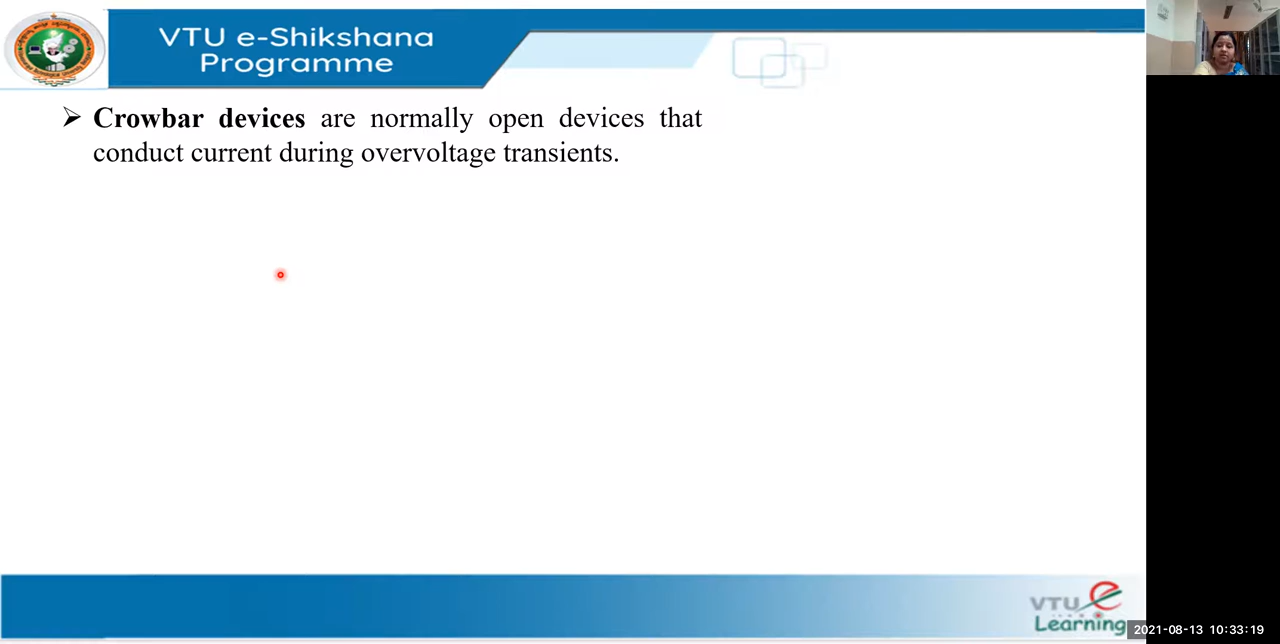 VTU e-Shikshana
Programme
➢ Crowbar devices are normally open devices that
conduct current during overvoltage transients.
VTU
Learning
2021-08-13 10:33:19